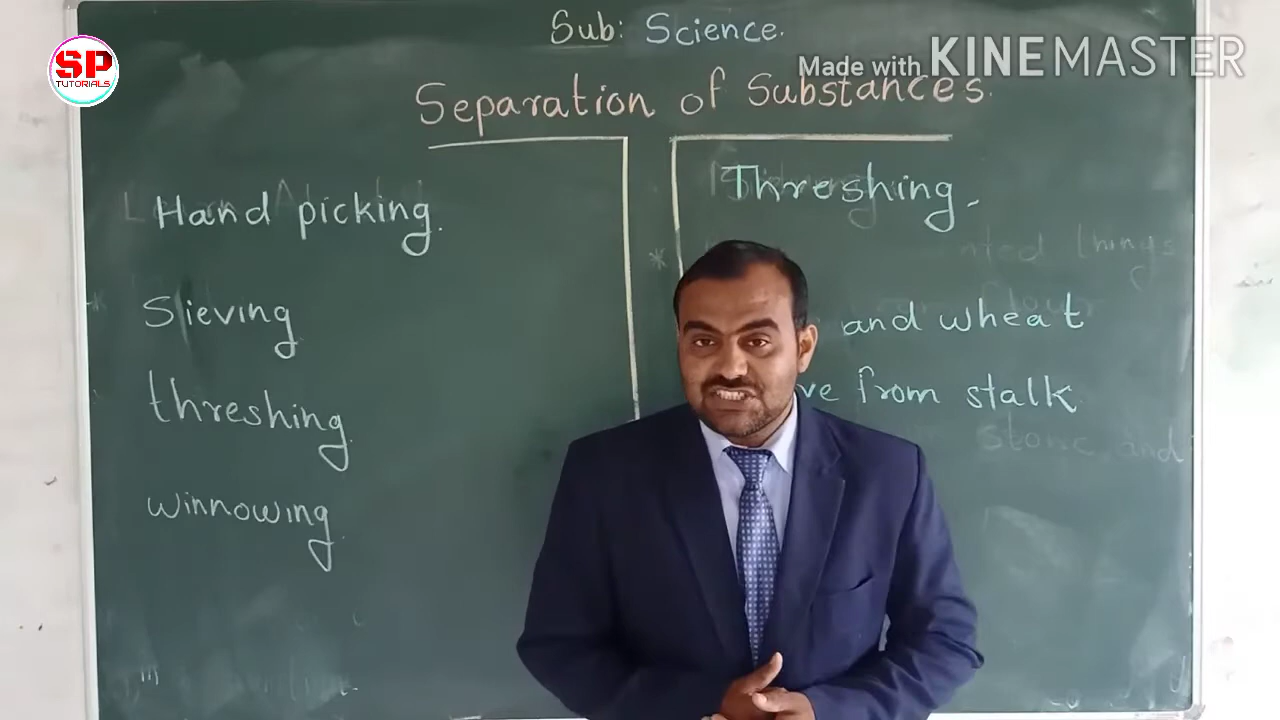 SP
TUTORIALS
Made with KINEMASTER
Sub: Science.
Separation of Substances.
Hand picking.
Sieving
threshing
winnowing
Threshing
and wheat
from stalk